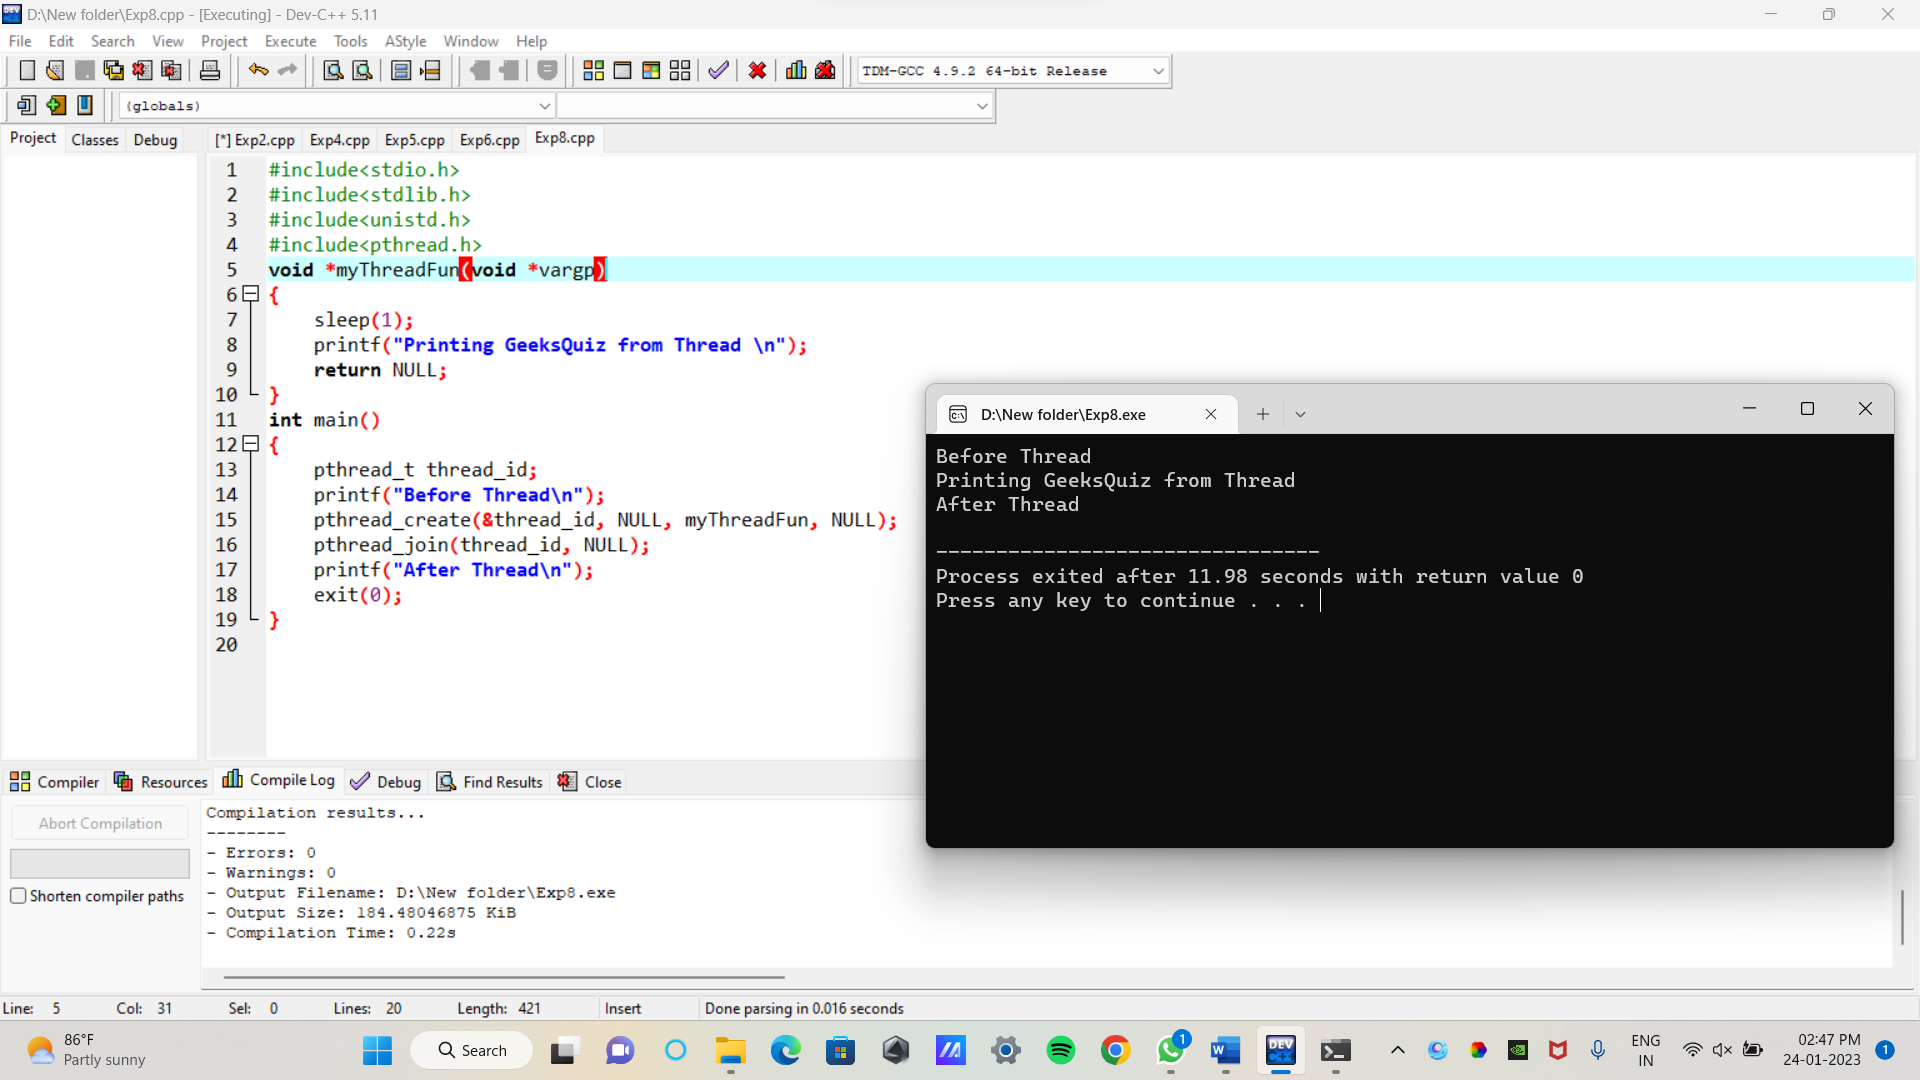 D:\New folder\Exp8.cpp - [Executing] - Dev-C++ 5.11
File Edit Search View Project Execute Tools AStyle Window Help
TDM-GCC 4.9.2 64-bit Release
(globals)
Project Classes Debug [*] Exp2.cpp Exp4.cpp Exp5.cpp Exp6.cpp Exp8.cpp
1 #include<stdio.h>
2 #include<stdlib.h>
3 #include<unistd.h>
4 #include<pthread.h>
5 void *myThreadFun(void *vargp)
6 {
7 sleep(1);
8 printf("Printing GeeksQuiz from Thread \n");
9 return NULL;
10 }
11 int main()
12 {
13 pthread_t thread_id;
14 printf("Before Thread\n");
15 pthread_create(&thread_id, NULL, myThreadFun, NULL);
16 pthread_join(thread_id, NULL);
17 printf("After Thread\n");
18 exit(0);
19 }
20
D:\New folder\Exp8.exe
Before Thread
Printing GeeksQuiz from Thread
After Thread
--------------------------------
Process exited after 11.98 seconds with return value 0
Press any key to continue . . .
Compiler Resources Compile Log Debug Find Results Close
Abort Compilation
Shorten compiler paths
Compilation results...
--------
- Errors: 0
- Warnings: 0
- Output Filename: D:\New folder\Exp8.exe
- Output Size: 184.48046875 KiB
- Compilation Time: 0.22s
Line: 5 Col: 31 Sel: 0 Lines: 20 Length: 421 Insert Done parsing in 0.016 seconds
86°F
Partly sunny
Search
1
W
DEV
C++
ENG
IN
02:47 PM
24-01-2023
1